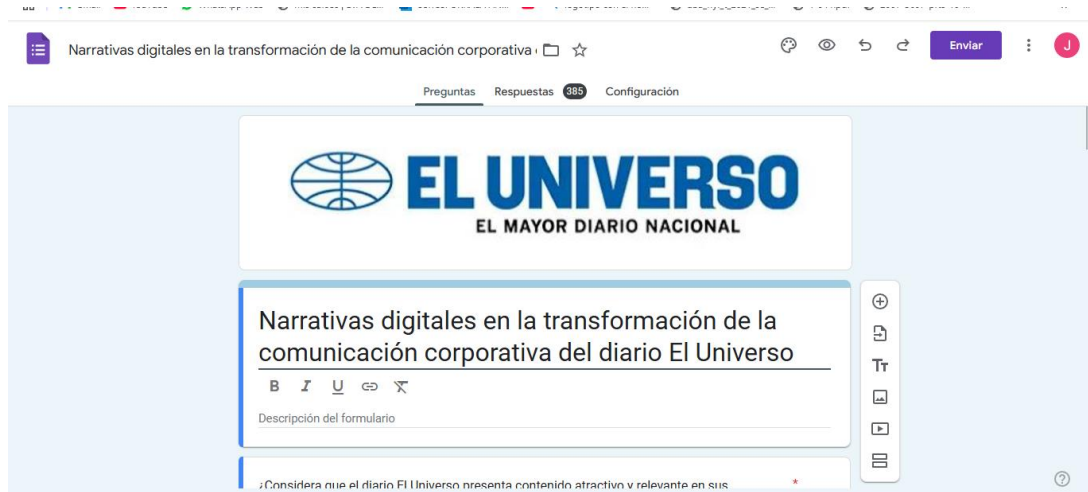 Narrativas digitales en la transformación de la comunicación corporativa
Enviar
J
Preguntas Respuestas 385 Configuración
EL UNIVERSO
EL MAYOR DIARIO NACIONAL
Narrativas digitales en la transformación de la
comunicación corporativa del diario El Universo
B I U
Tт
Descripción del formulario
¿Considera que el diario El Universo presenta contenido atractivo y relevante en sus *